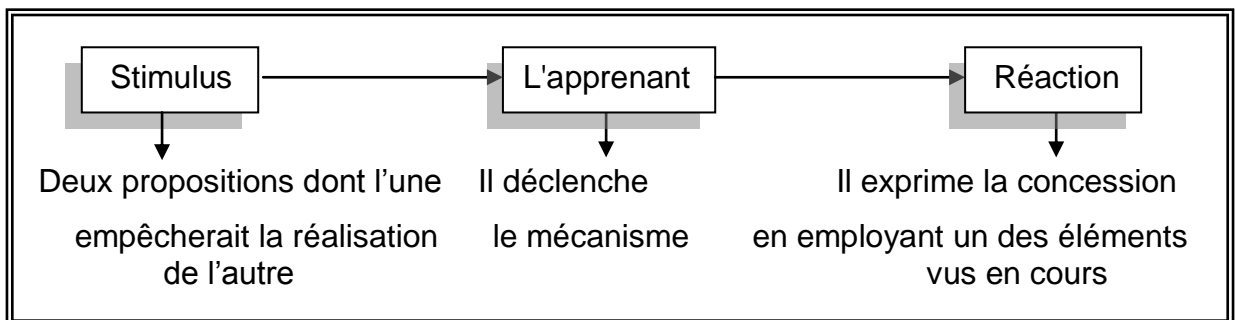 Stimulus L'apprenant Réaction
Deux propositions dont l’une Il déclenche Il exprime la concession
empêcherait la réalisation le mécanisme en employant un des éléments
de l’autre vus en cours